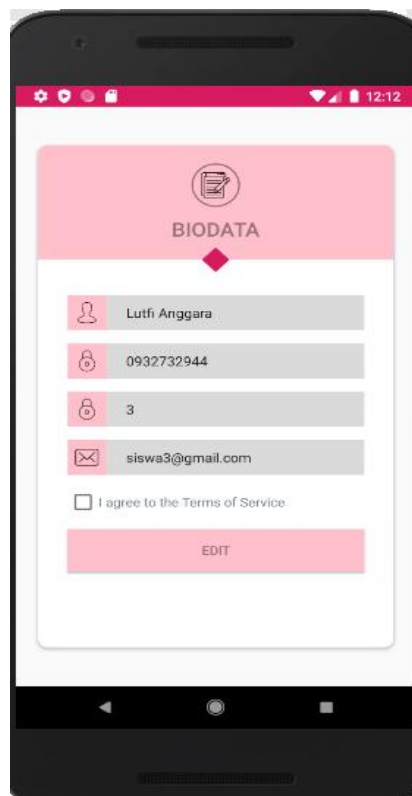 12:12
BIODATA
Lutfi Anggara
0932732944
3
siswa3@gmail.com
I agree to the Terms of Service
EDIT